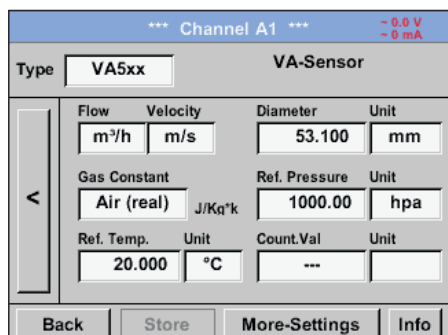 *** Channel A1 ***
~ 0.0 V
~ 0 mA
Type VA5xx VA-Sensor
Flow Velocity Diameter Unit
m³/h m/s 53.100 mm
Gas Constant Ref. Pressure Unit
< Air (real) J/Kg*k 1000.00 hpa
Ref. Temp. Unit Count.Val Unit
20.000 °C ---
Back Store More-Settings Info